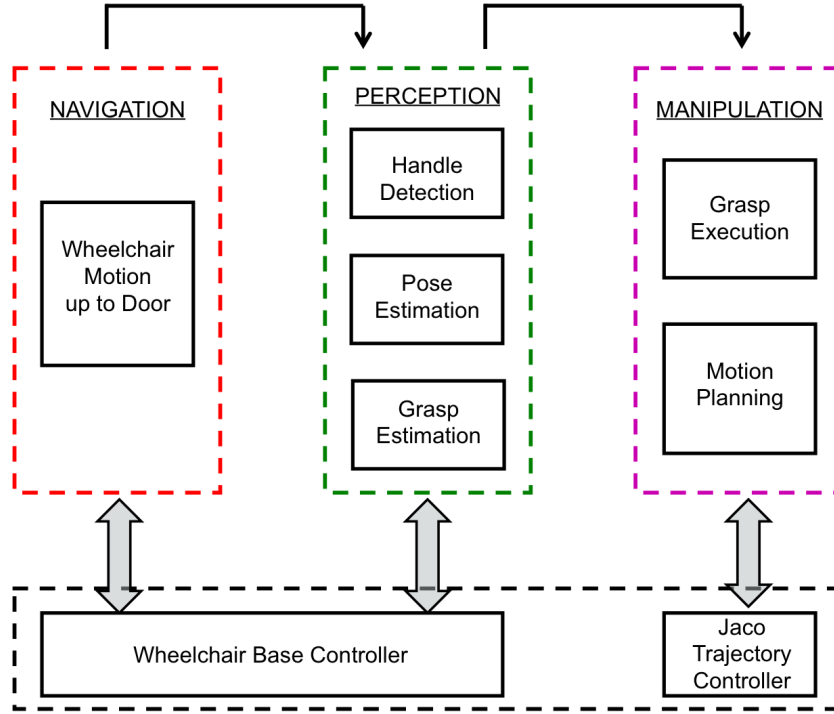 NAVIGATION
Wheelchair
Motion
up to Door
PERCEPTION
Handle
Detection
Pose
Estimation
Grasp
Estimation
MANIPULATION
Grasp
Execution
Motion
Planning
Wheelchair Base Controller
Jaco
Trajectory
Controller